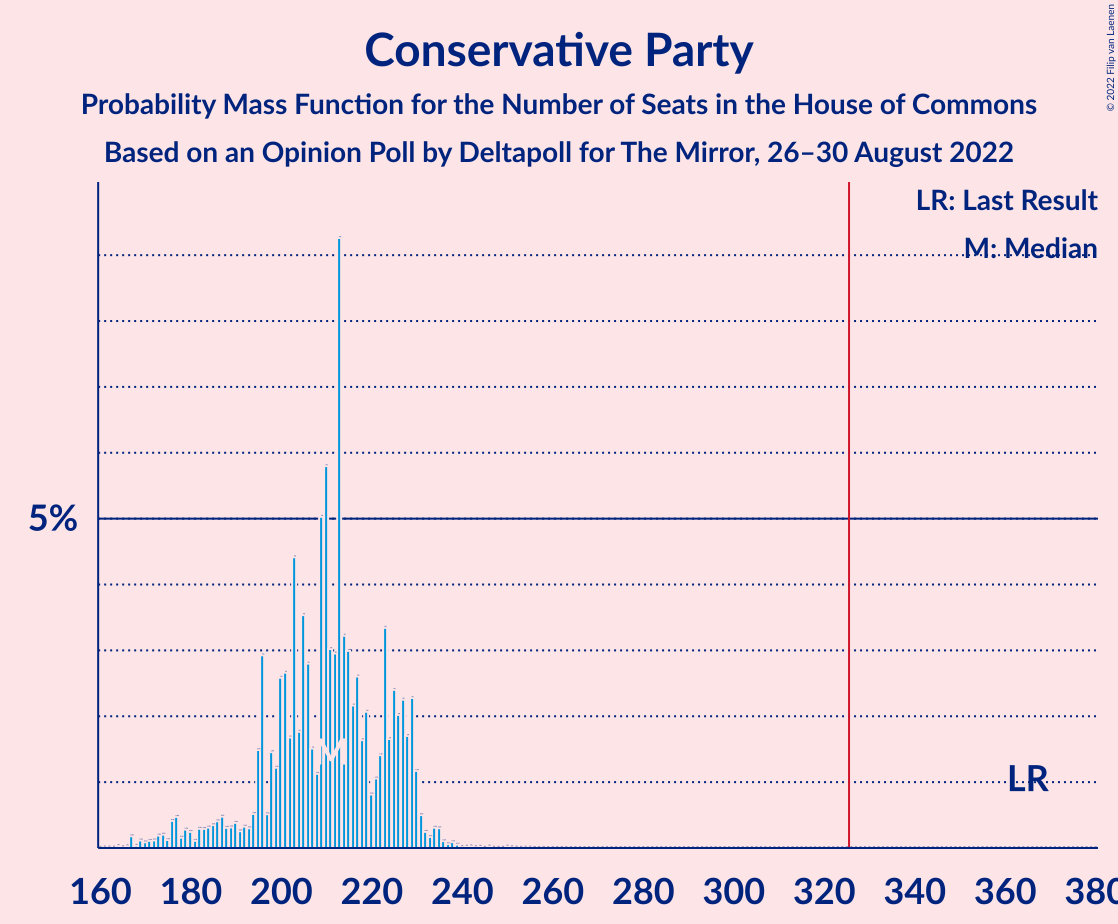 Conservative Party
Probability Mass Function for the Number of Seats in the House of Commons
Based on an Opinion Poll by Deltapoll for The Mirror, 26–30 August 2022
© 2022 Filip van Laenen
LR: Last Result
M: Median
5%
M
LR
160 180 200 220 240 260 280 300 320 340 360 380